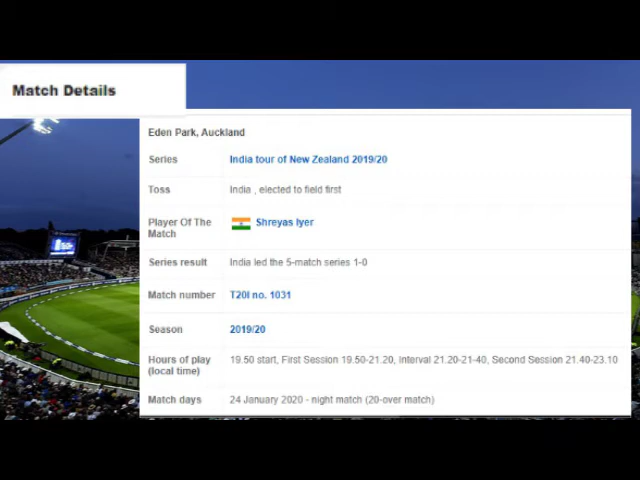 Match Details
Eden Park, Auckland
Series India tour of New Zealand 2019/20
Toss India , elected to field first
Player Of The Match Shreyas Iyer
Series result India led the 5-match series 1-0
Match number T20I no. 1031
Season 2019/20
Hours of play (local time) 19.50 start, First Session 19.50-21.20, Interval 21.20-21-40, Second Session 21.40-23.10
Match days 24 January 2020 - night match (20-over match)